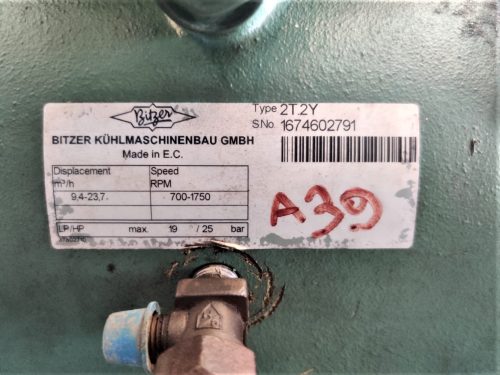 Bitzer
Type 2T.2Y
S.No. 1674602791
BITZER KÜHLMASCHINENBAU GMBH
Made in E.C.
Displacement Speed
m³/h RPM
9,4-23,7 700-1750
LP/HP max. 19 / 25 bar
A39